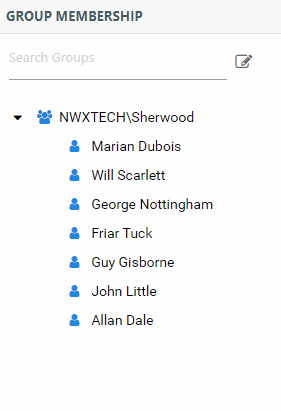 GROUP MEMBERSHIP
Search Groups
NWXTECH\Sherwood
Marian Dubois
Will Scarlett
George Nottingham
Friar Tuck
Guy Gisborne
John Little
Allan Dale